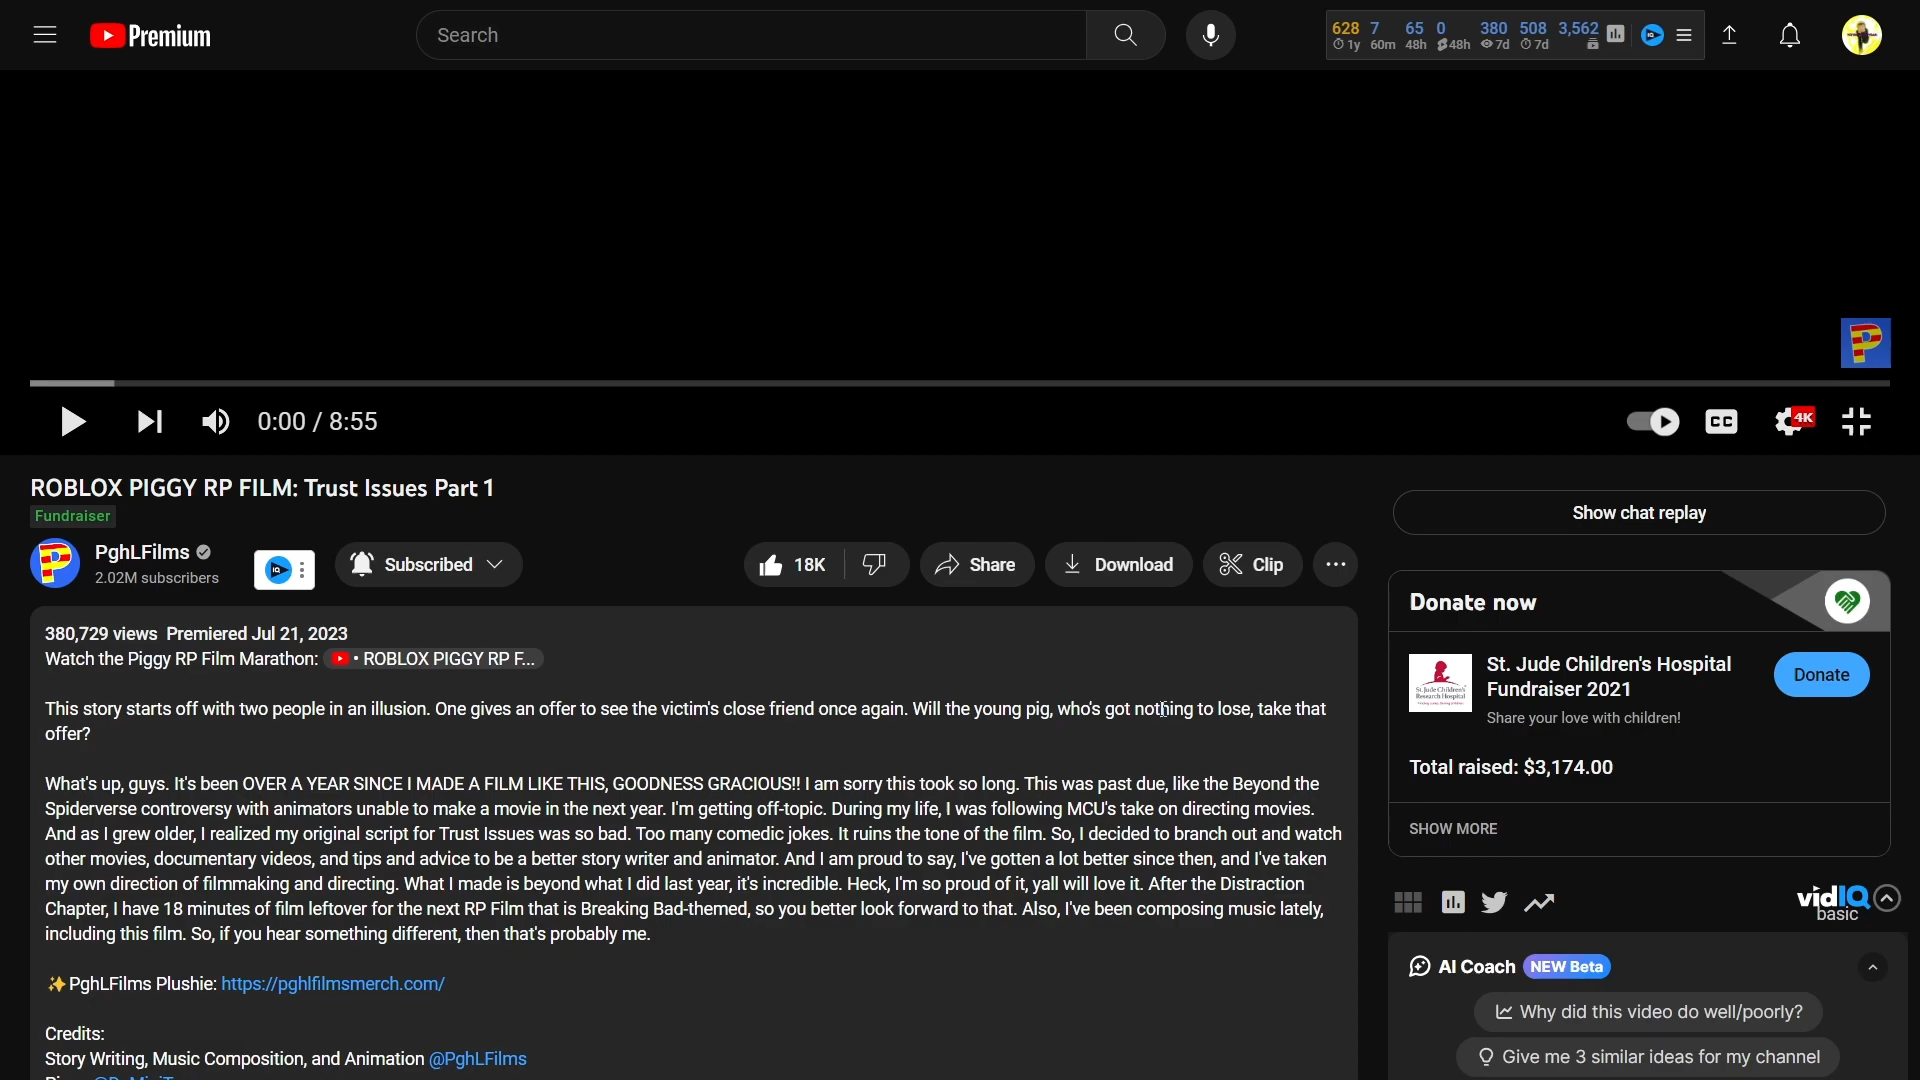 Premium
Search
628 7 65 0 380 508 3,562
1y 60m 48h 48h 7d 7d
P
0:00 / 8:55
CC
4K
ROBLOX PIGGY RP FILM: Trust Issues Part 1
Fundraiser
P
PghLFilms
2.02M subscribers
IQ
Subscribed
18K
Share
Download
Clip
380,729 views Premiered Jul 21, 2023
Watch the Piggy RP Film Marathon: • ROBLOX PIGGY RP F...
This story starts off with two people in an illusion. One gives an offer to see the victim's close friend once again. Will the young pig, who's got nothing to lose, take that
offer?
What's up, guys. It's been OVER A YEAR SINCE I MADE A FILM LIKE THIS, GOODNESS GRACIOUS!! I am sorry this took so long. This was past due, like the Beyond the
Spiderverse controversy with animators unable to make a movie in the next year. I'm getting off-topic. During my life, I was following MCU's take on directing movies.
And as I grew older, I realized my original script for Trust Issues was so bad. Too many comedic jokes. It ruins the tone of the film. So, I decided to branch out and watch
other movies, documentary videos, and tips and advice to be a better story writer and animator. And I am proud to say, I've gotten a lot better since then, and I've taken
my own direction of filmmaking and directing. What I made is beyond what I did last year, it's incredible. Heck, I'm so proud of it, yall will love it. After the Distraction
Chapter, I have 18 minutes of film leftover for the next RP Film that is Breaking Bad-themed, so you better look forward to that. Also, I've been composing music lately,
including this film. So, if you hear something different, then that's probably me.
✨PghLFilms Plushie: https://pghlfilmsmerch.com/
Credits:
Story Writing, Music Composition, and Animation @PghLFilms
Show chat replay
Donate now
St. Jude Children's Hospital
Fundraiser 2021
Share your love with children!
Donate
St. Jude Children's
Research Hospital
Total raised: $3,174.00
SHOW MORE
vidIQ
basic
AI Coach NEW Beta
Why did this video do well/poorly?
Give me 3 similar ideas for my channel